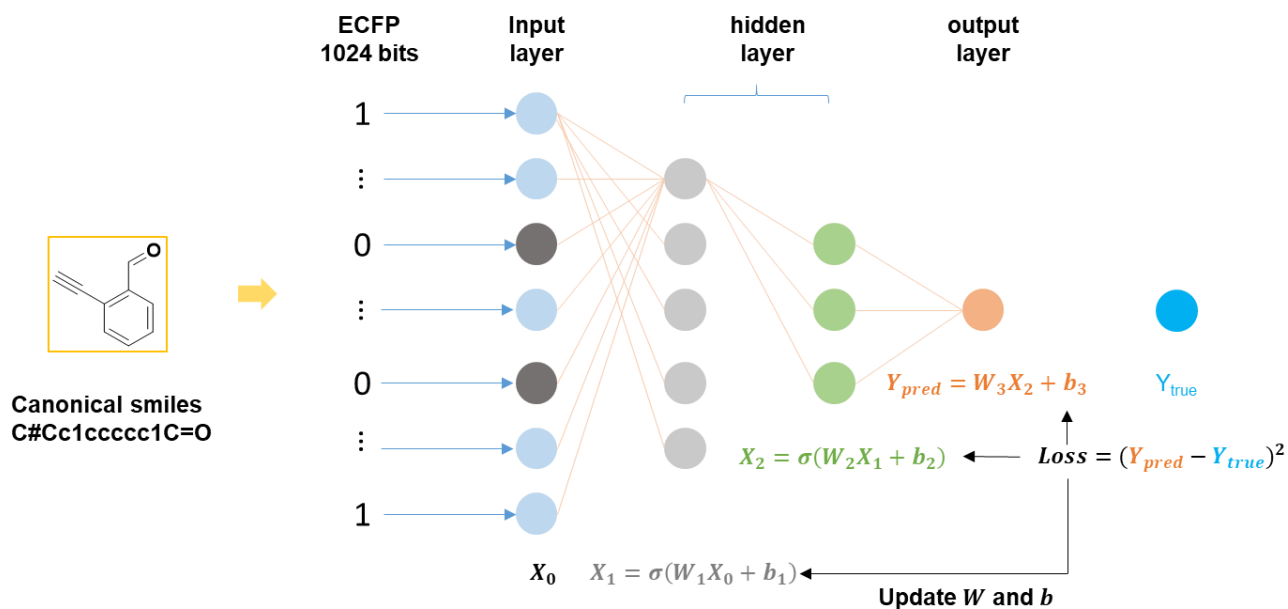 ECFP
1024 bits
Input
layer
hidden
layer
output
layer
1
⋮
0
⋮
0
⋮
1
O
Canonical smiles
C#Cc1ccccc1C=O
Y_pred = W_3X_2 + b_3
Y_true
X_2 = σ(W_2X_1 + b_2)
Loss = (Y_pred − Y_true)^2
X_0
X_1 = σ(W_1X_0 + b_1)
Update W and b